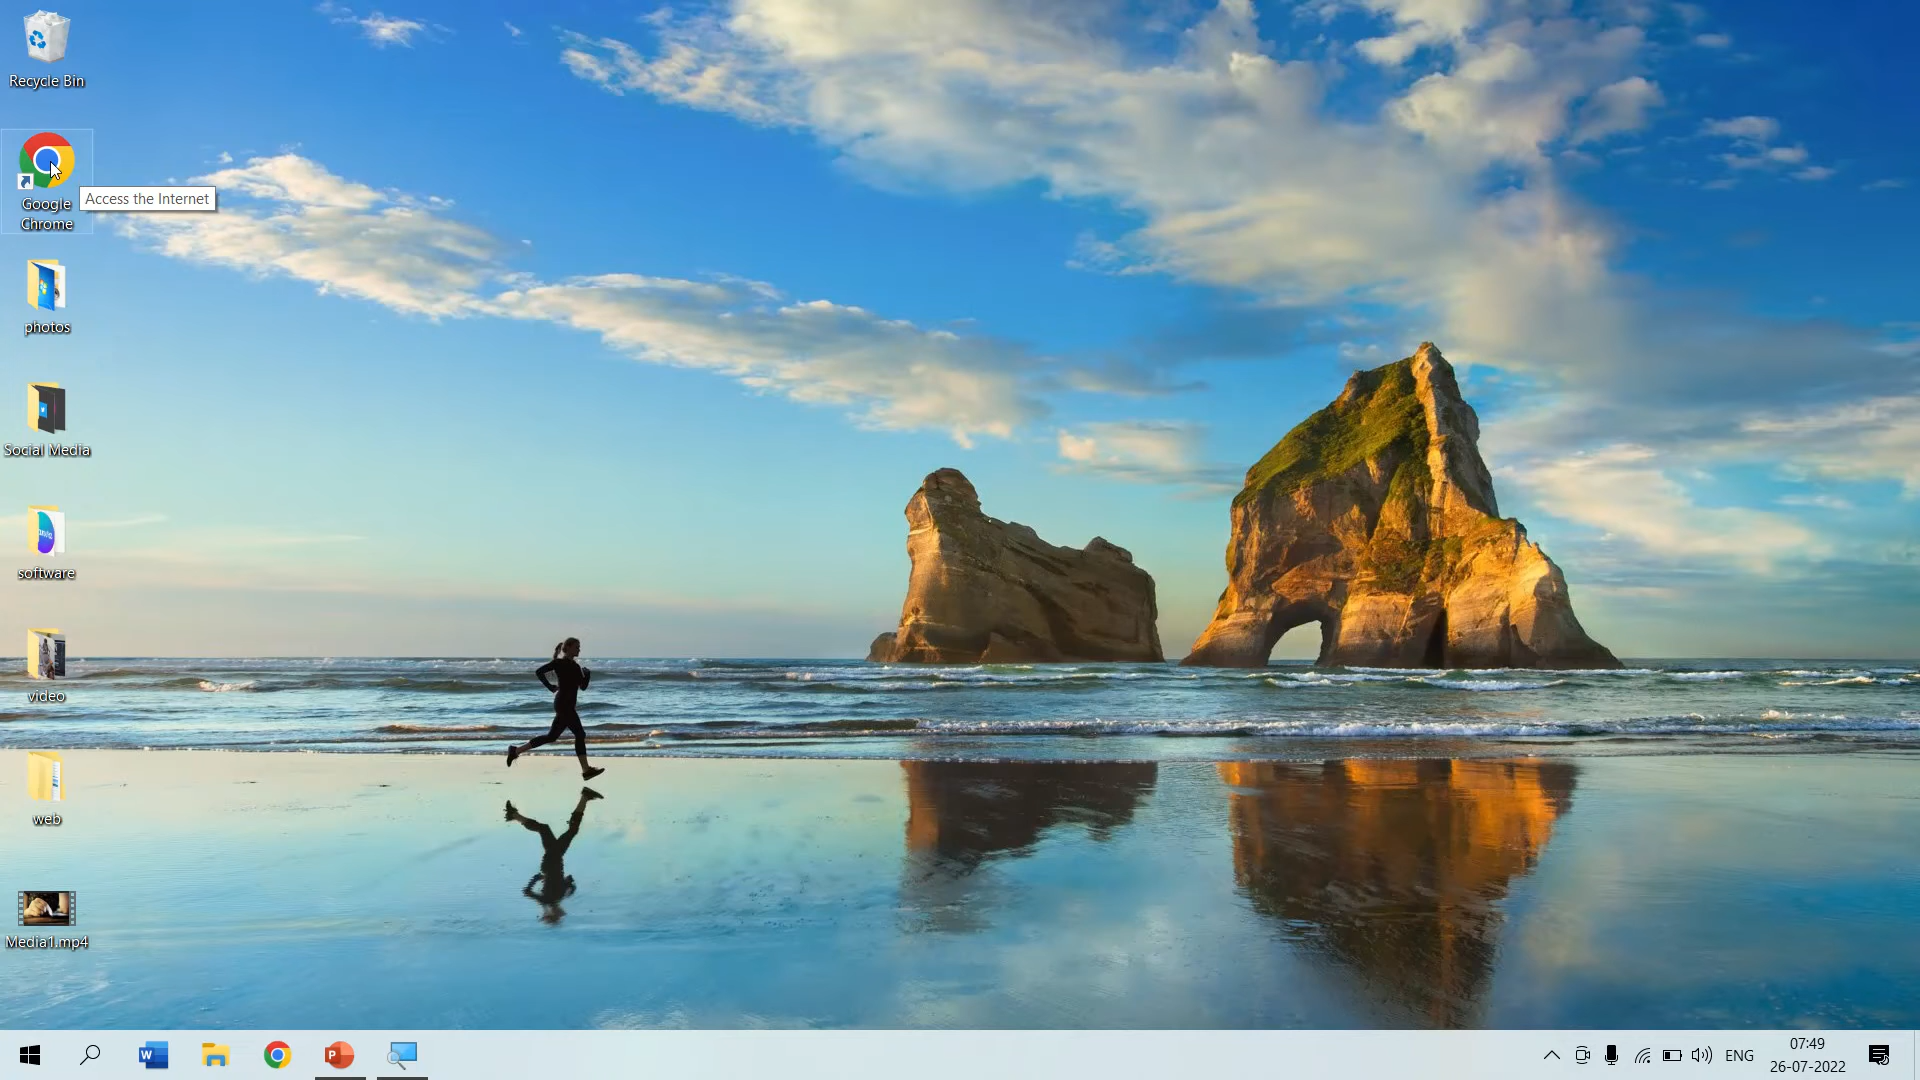 Recycle Bin
Google
Chrome
Access the Internet
photos
Social Media
software
video
web
Media1.mp4
W
P
ENG
07:49
26-07-2022